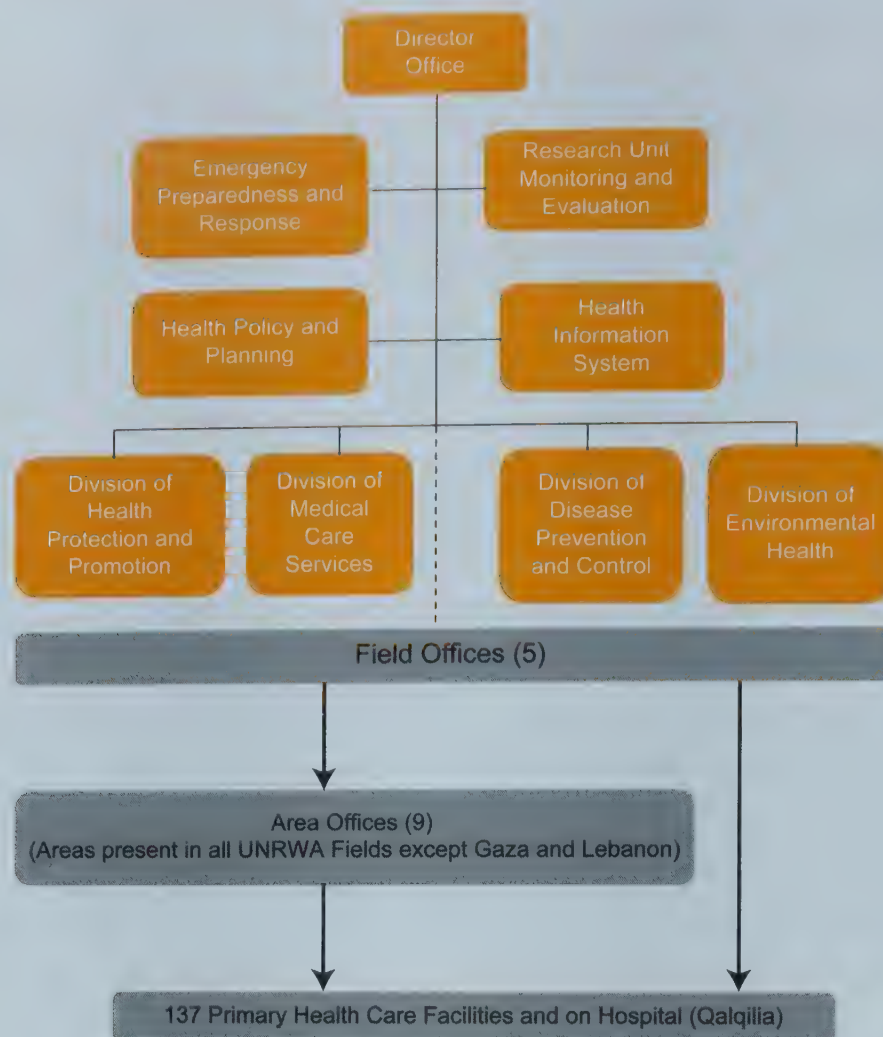 Director
Office
Emergency
Preparedness and
Response
Research Unit
Monitoring and
Evaluation
Health Policy and
Planning
Health
Information
System
Division of
Health
Protection and
Promotion
Division of
Medical
Care
Services
Division of
Disease
Prevention
and Control
Division of
Environmental
Health
Field Offices (5)
Area Offices (9)
(Areas present in all UNRWA Fields except Gaza and Lebanon)
137 Primary Health Care Facilities and on Hospital (Qalqilia)